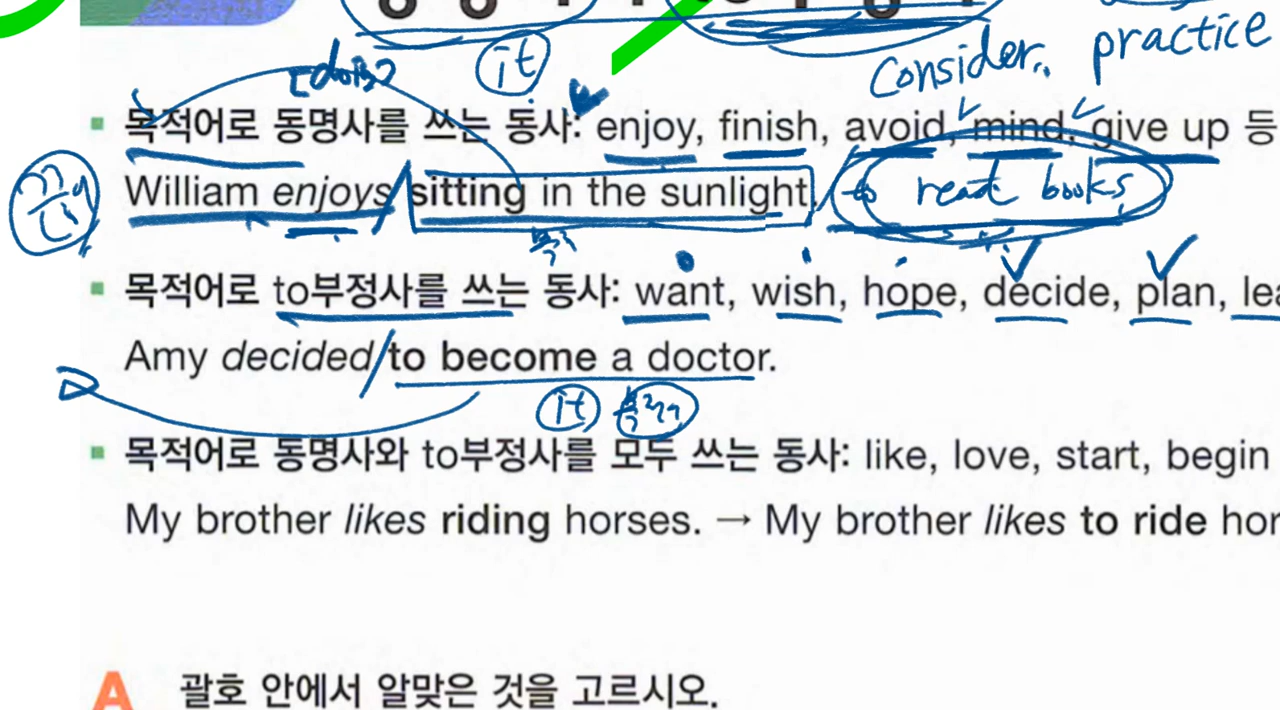 it
consider, practice
목적어로 동명사를 쓰는 동사: enjoy, finish, avoid, mind, give up 등
William enjoys sitting in the sunlight. to read books
목적어로 to부정사를 쓰는 동사: want, wish, hope, decide, plan,
Amy decided to become a doctor.
it
목적어로 동명사와 to부정사를 모두 쓰는 동사: like, love, start, begin
My brother likes riding horses. → My brother likes to ride
A 괄호 안에서 알맞은 것을 고르시오.